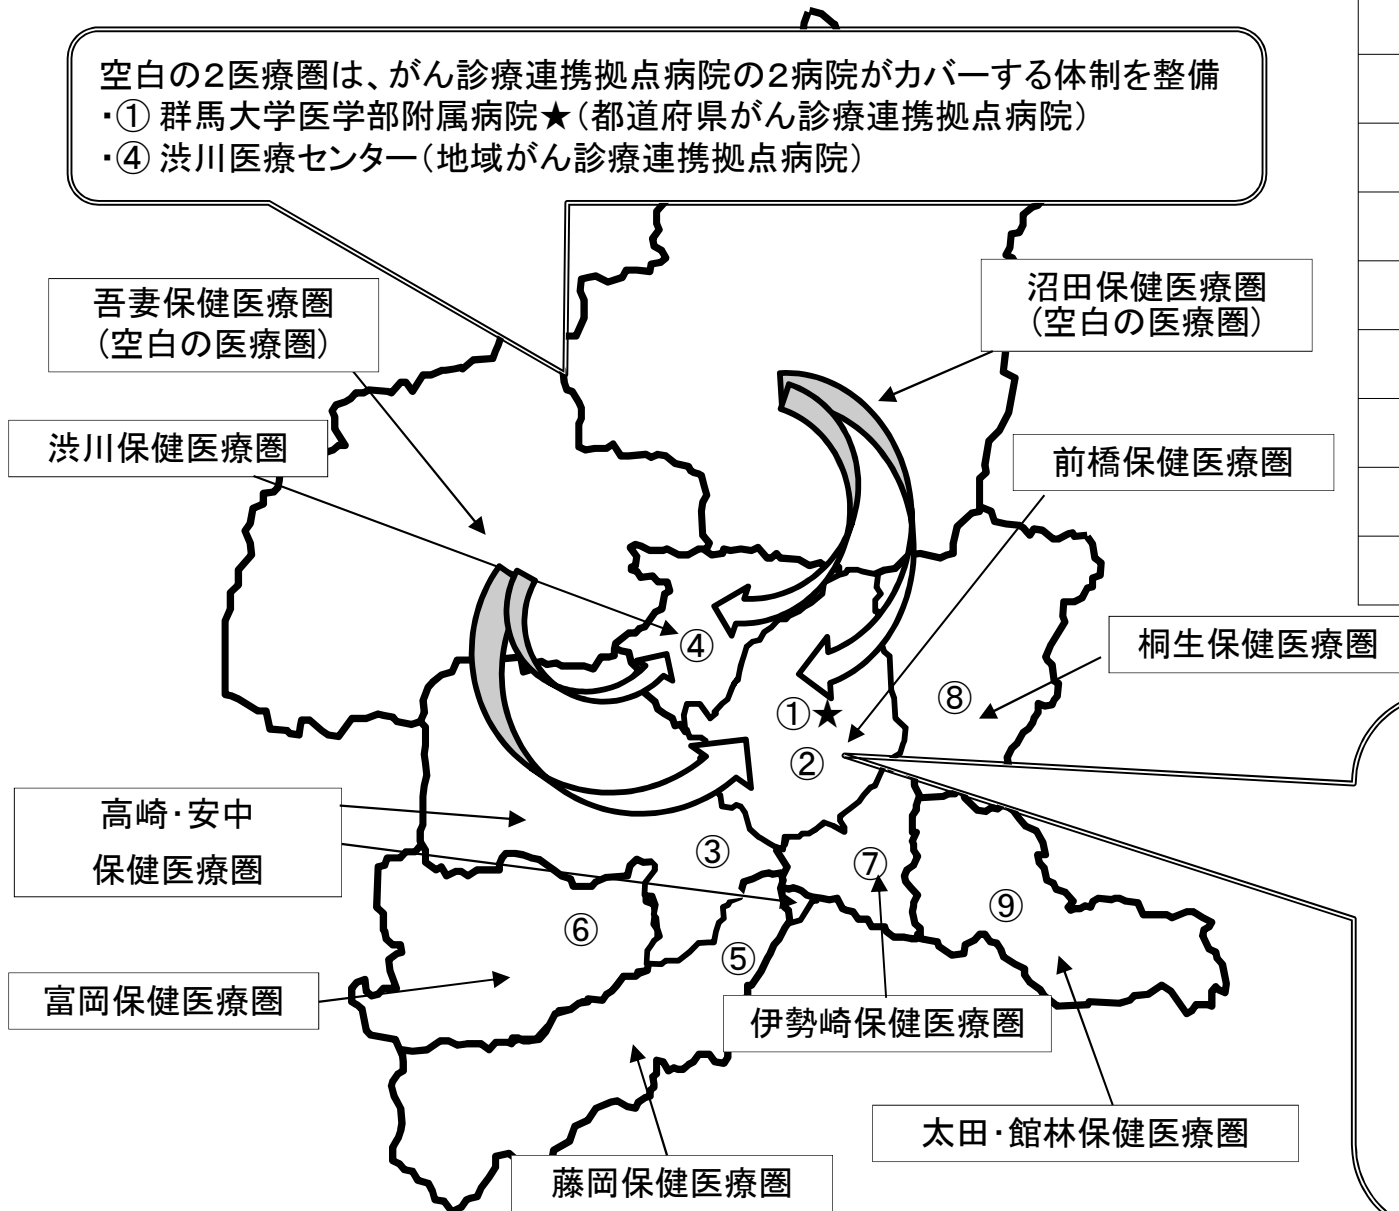 空白の2医療圏は、がん診療連携拠点病院の2病院がカバーする体制を整備
・① 群馬大学医学部附属病院★(都道府県がん診療連携拠点病院)
・④ 渋川医療センター(地域がん診療連携拠点病院)
吾妻保健医療圏
(空白の医療圏)
沼田保健医療圏
(空白の医療圏)
渋川保健医療圏
前橋保健医療圏
④
桐生保健医療圏
⑧
①★
②
高崎・安中
保健医療圏
③
⑦
⑨
⑥
⑤
富岡保健医療圏
伊勢崎保健医療圏
太田・館林保健医療圏
藤岡保健医療圏